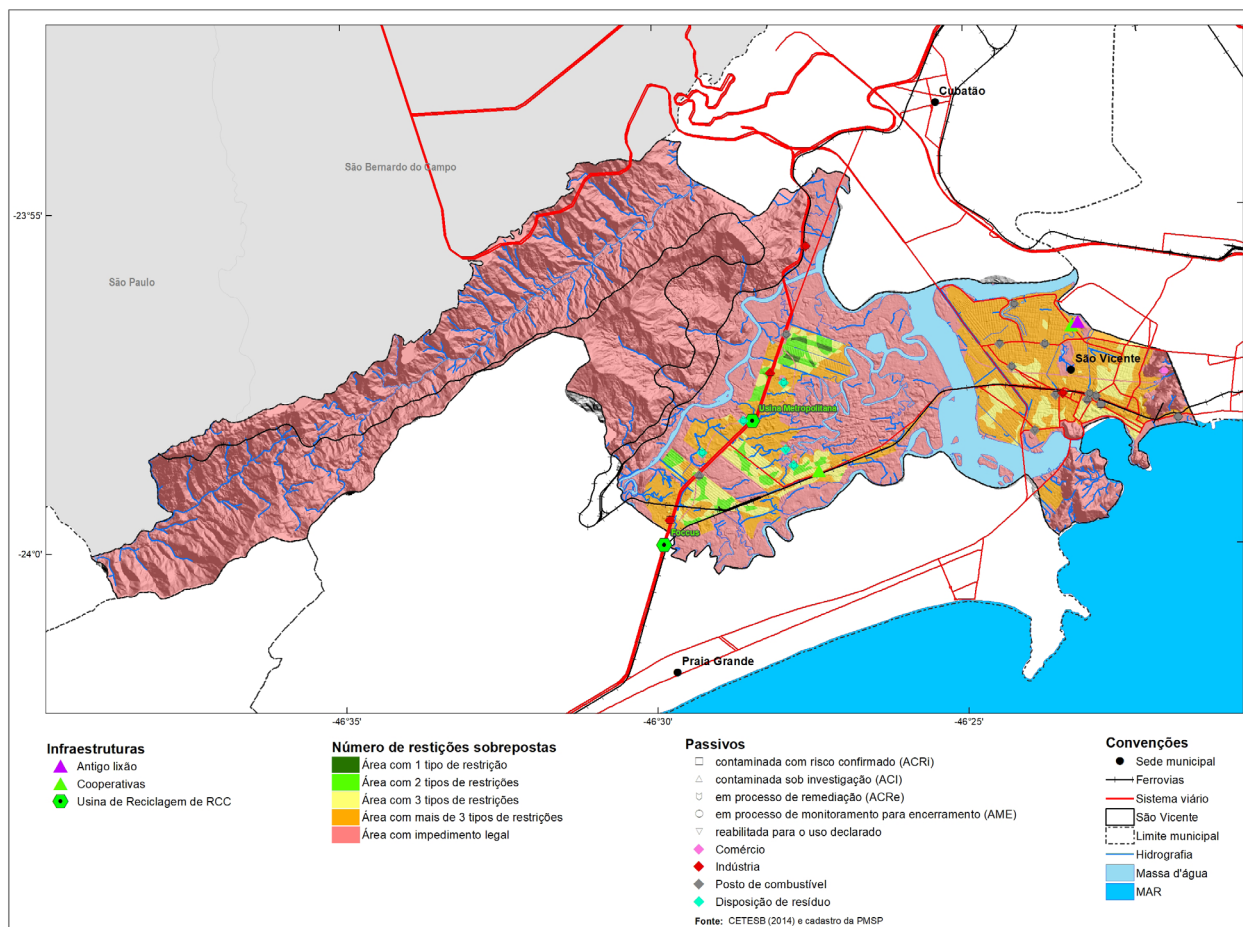 Cubatão
São Bernardo do Campo
-23°55'
São Paulo
São Vicente
Usina Metropolitana
-24°0'
Foccus
Praia Grande
-46°35'
-46°30'
-46°25'
Infraestruturas
Antigo lixão
Cooperativas
Usina de Reciclagem de RCC
Número de restições sobrepostas
Área com 1 tipo de restrição
Área com 2 tipos de restrições
Área com 3 tipos de restrições
Área com mais de 3 tipos de restrições
Área com impedimento legal
Passivos
contaminada com risco confirmado (ACRi)
contaminada sob investigação (ACI)
em processo de remediação (ACRe)
em processo de monitoramento para encerramento (AME)
reabilitada para o uso declarado
Comércio
Indústria
Posto de combustível
Disposição de resíduo
Fonte: CETESB (2014) e cadastro da PMSP
Convenções
Sede municipal
Ferrovias
Sistema viário
São Vicente
Limite municipal
Hidrografia
Massa d'água
MAR